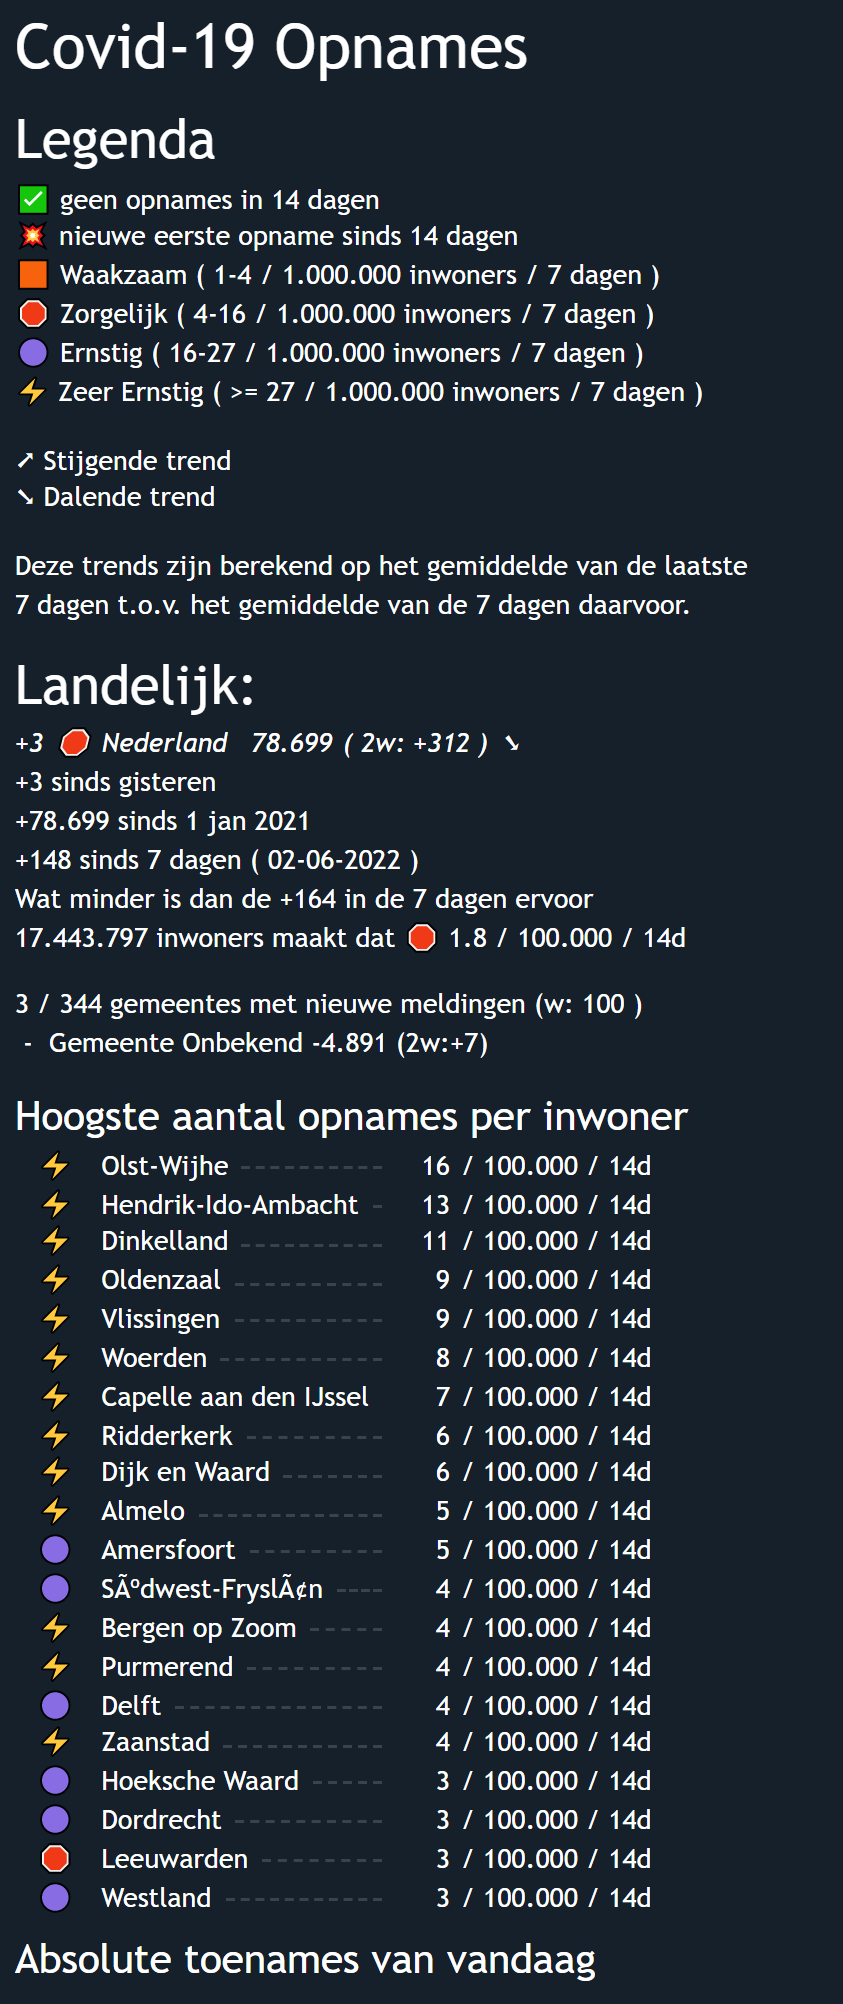 Covid-19 Opnames
Legenda
✅ geen opnames in 14 dagen
💥 nieuwe eerste opname sinds 14 dagen
🟧 Waakzaam ( 1-4 / 1.000.000 inwoners / 7 dagen )
🛑 Zorgelijk ( 4-16 / 1.000.000 inwoners / 7 dagen )
🟣 Ernstig ( 16-27 / 1.000.000 inwoners / 7 dagen )
⚡ Zeer Ernstig ( >= 27 / 1.000.000 inwoners / 7 dagen )
➚ Stijgende trend
➘ Dalende trend
Deze trends zijn berekend op het gemiddelde van de laatste
7 dagen t.o.v. het gemiddelde van de 7 dagen daarvoor.
Landelijk:
+3 🛑 Nederland 78.699 ( 2w: +312 ) ➘
+3 sinds gisteren
+78.699 sinds 1 jan 2021
+148 sinds 7 dagen ( 02-06-2022 )
Wat minder is dan de +164 in de 7 dagen ervoor
17.443.797 inwoners maakt dat 🛑 1.8 / 100.000 / 14d
3 / 344 gemeentes met nieuwe meldingen (w: 100 )
- Gemeente Onbekend -4.891 (2w:+7)
Hoogste aantal opnames per inwoner
⚡ Olst-Wijhe ---------- 16 / 100.000 / 14d
⚡ Hendrik-Ido-Ambacht - 13 / 100.000 / 14d
⚡ Dinkelland ---------- 11 / 100.000 / 14d
⚡ Oldenzaal ----------- 9 / 100.000 / 14d
⚡ Vlissingen ----------- 9 / 100.000 / 14d
⚡ Woerden ------------ 8 / 100.000 / 14d
⚡ Capelle aan den IJssel 7 / 100.000 / 14d
⚡ Ridderkerk ---------- 6 / 100.000 / 14d
⚡ Dijk en Waard ------- 6 / 100.000 / 14d
⚡ Almelo ------------- 5 / 100.000 / 14d
🟣 Amersfoort ---------- 5 / 100.000 / 14d
🟣 SÃºdwest-FryslÃ¢n ---- 4 / 100.000 / 14d
⚡ Bergen op Zoom ----- 4 / 100.000 / 14d
⚡ Purmerend ---------- 4 / 100.000 / 14d
🟣 Delft --------------- 4 / 100.000 / 14d
⚡ Zaanstad ----------- 4 / 100.000 / 14d
🟣 Hoeksche Waard ----- 3 / 100.000 / 14d
🟣 Dordrecht ----------- 3 / 100.000 / 14d
🛑 Leeuwarden --------- 3 / 100.000 / 14d
🟣 Westland ----------- 3 / 100.000 / 14d
Absolute toenames van vandaag